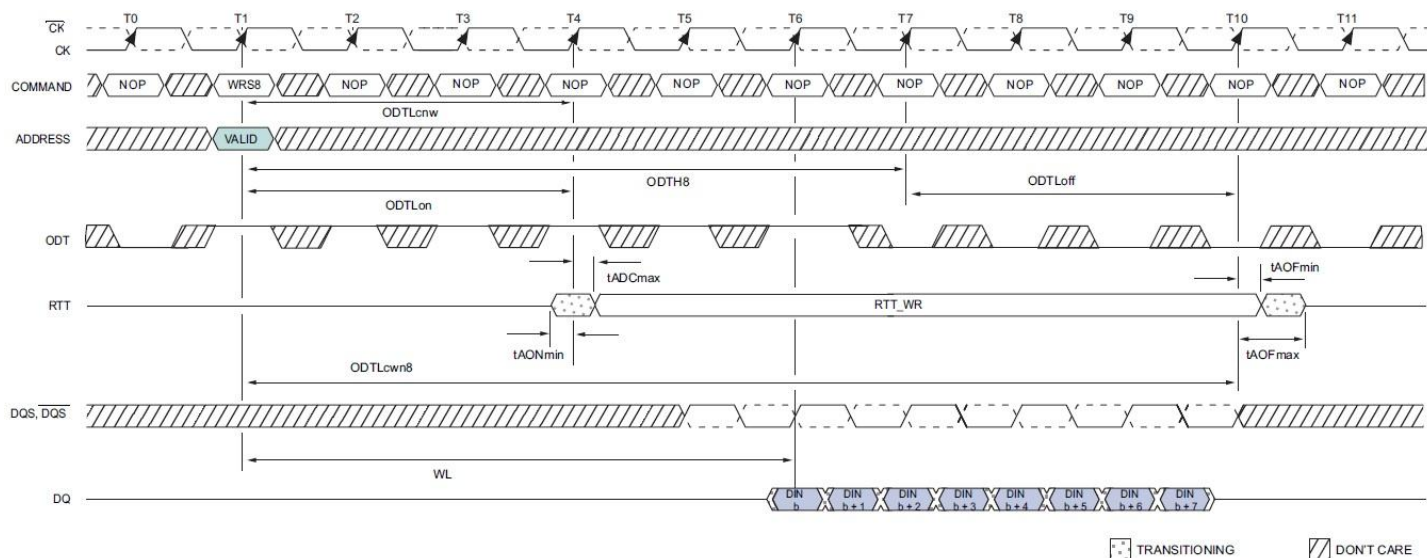 T0 T1 T2 T3 T4 T5 T6 T7 T8 T9 T10 T11
CK
CK
COMMAND NOP WRS8 NOP NOP NOP NOP NOP NOP NOP NOP NOP NOP
ODTLcnw
ADDRESS VALID
ODTH8 ODTLoff
ODTLon
ODT
tADCmax tAOFmin
RTT RTT_WR
tAONmin tAOFmax
ODTLcwn8
DQS, DQS
WL
DQ DIN b DIN b + 1 DIN b + 2 DIN b + 3 DIN b + 4 DIN b + 5 DIN b + 6 DIN b + 7
TRANSITIONING DON'T CARE